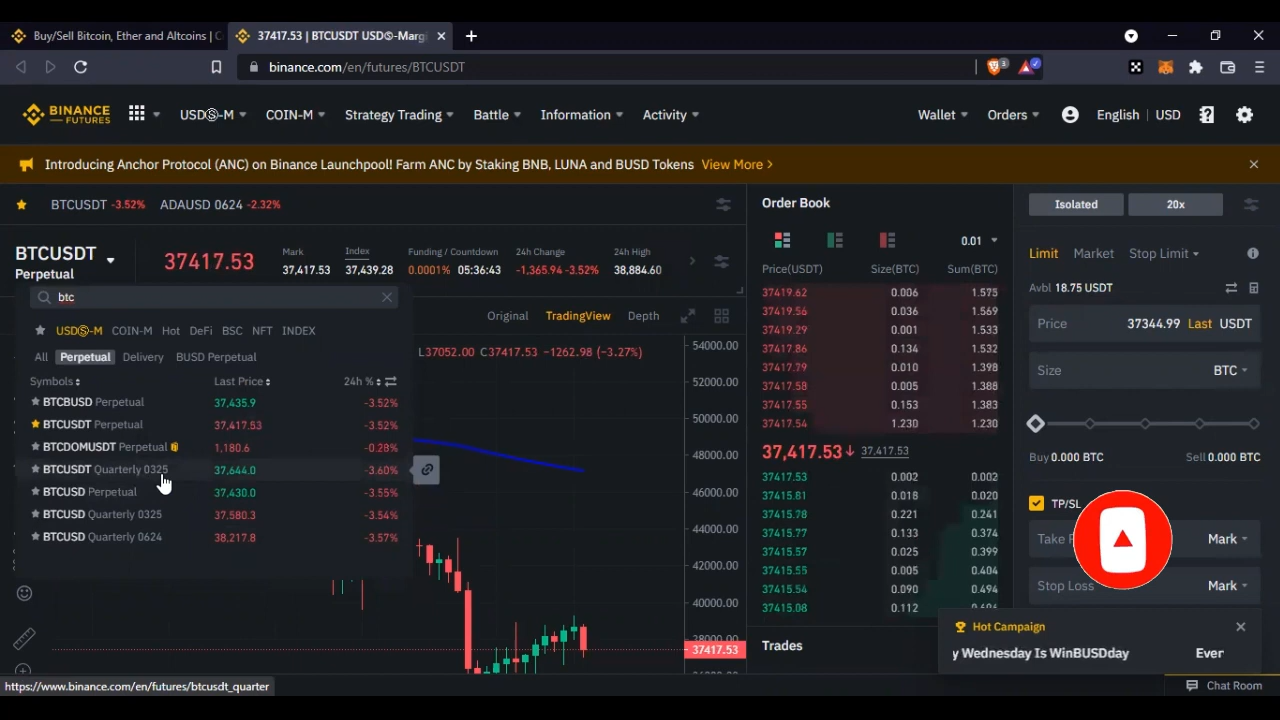 Buy/Sell Bitcoin, Ether and Altcoins | C
37417.53 | BTCUSDT USDⓈ-Margi
binance.com/en/futures/BTCUSDT
BINANCE FUTURES
USDⓈ-M
COIN-M
Strategy Trading
Battle
Information
Activity
Wallet
Orders
English
USD
Introducing Anchor Protocol (ANC) on Binance Launchpool! Farm ANC by Staking BNB, LUNA and BUSD Tokens View More >
BTCUSDT -3.52% ADAUSD 0624 -2.32%
BTCUSDT
Perpetual
37417.53
Mark
37,417.53
Index
37,439.28
Funding / Countdown
0.0001% 05:36:43
24h Change
-1,365.94 -3.52%
24h High
38,884.60
btc
USDⓈ-M COIN-M Hot DeFi BSC NFT INDEX
All Perpetual Delivery BUSD Perpetual
Symbols Last Price 24h %
BTCBUSD Perpetual 37,435.9 -3.52%
BTCUSDT Perpetual 37,417.53 -3.52%
BTCDOMUSDT Perpetual 1,180.6 -0.28%
BTCUSDT Quarterly 0325 37,644.0 -3.60%
BTCUSD Perpetual 37,430.0 -3.55%
BTCUSD Quarterly 0325 37,580.3 -3.54%
BTCUSD Quarterly 0624 38,217.8 -3.57%
Original TradingView Depth
L37052.00 C37417.53 -1262.98 (-3.27%)
54000.00
52000.00
50000.00
48000.00
46000.00
44000.00
42000.00
40000.00
38000.00
37417.53
Order Book
0.01
Price(USDT) Size(BTC) Sum(BTC)
37419.62 0.006 1.575
37419.56 0.036 1.569
37419.29 0.001 1.533
37417.86 0.134 1.532
37417.79 0.010 1.398
37417.58 0.005 1.388
37417.55 0.153 1.383
37417.54 1.230 1.230
37,417.53 37,417.53
37417.53 0.002 0.002
37415.81 0.018 0.020
37415.78 0.221 0.241
37415.77 0.133 0.374
37415.57 0.025 0.399
37415.55 0.005 0.404
37415.54 0.090 0.494
37415.08 0.112
Trades
Isolated 20x
Limit Market Stop Limit
Avbl 18.75 USDT
Price 37344.99 Last USDT
Size BTC
Buy 0.000 BTC Sell 0.000 BTC
TP/SL
Take Mark
Stop Loss Mark
Hot Campaign
y Wednesday Is WinBUSDday Ever
https://www.binance.com/en/futures/btcusdt_quarter
Chat Room